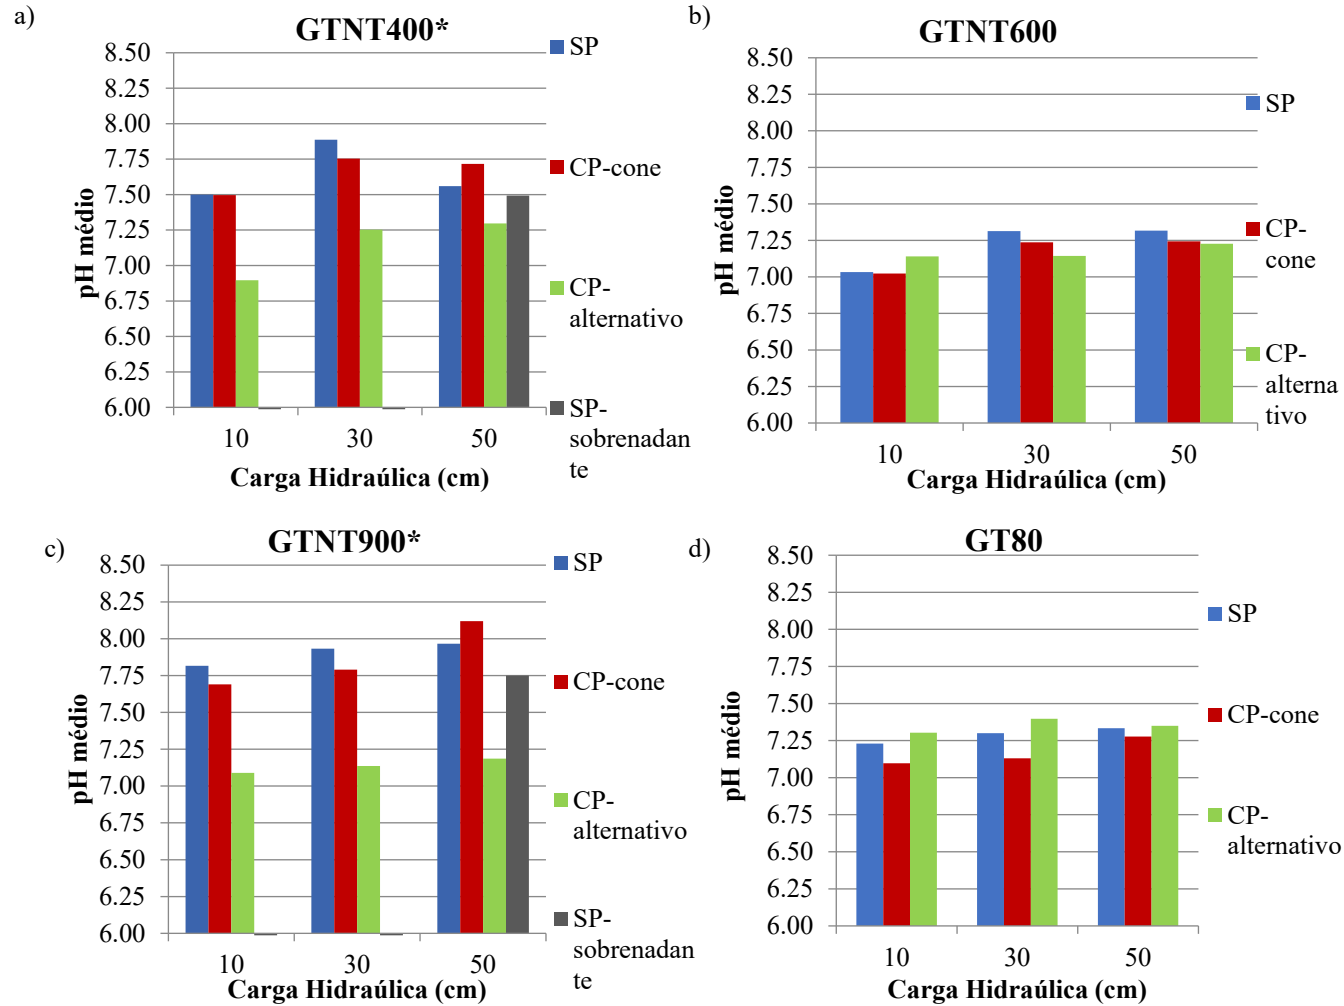 a)
GTNT400*
8.50
8.25
8.00
7.75
7.50
7.25
7.00
6.75
6.50
6.25
6.00
pH médio
10 30 50
Carga Hidraúlica (cm)
SP
CP-cone
CP-
alternativo
SP-
sobrenadan
te
b)
GTNT600
8.50
8.25
8.00
7.75
7.50
7.25
7.00
6.75
6.50
6.25
6.00
pH médio
10 30 50
Carga Hidraúlica (cm)
SP
CP-
cone
CP-
alterna
tivo
c)
GTNT900*
8.50
8.25
8.00
7.75
7.50
7.25
7.00
6.75
6.50
6.25
6.00
pH médio
10 30 50
Carga Hidraúlica (cm)
SP
CP-cone
CP-
alternativo
SP-
sobrenadan
te
d)
GT80
8.50
8.25
8.00
7.75
7.50
7.25
7.00
6.75
6.50
6.25
6.00
pH médio
10 30 50
Carga Hidraúlica (cm)
SP
CP-cone
CP-
alternativo